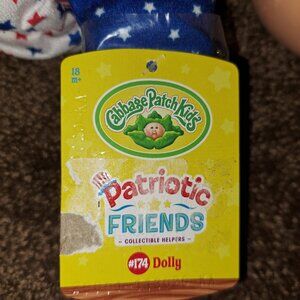 18
m+
Cabbage Patch Kids
Patriotic
FRIENDS
- COLLECTIBLE HELPERS -
#174 Dolly